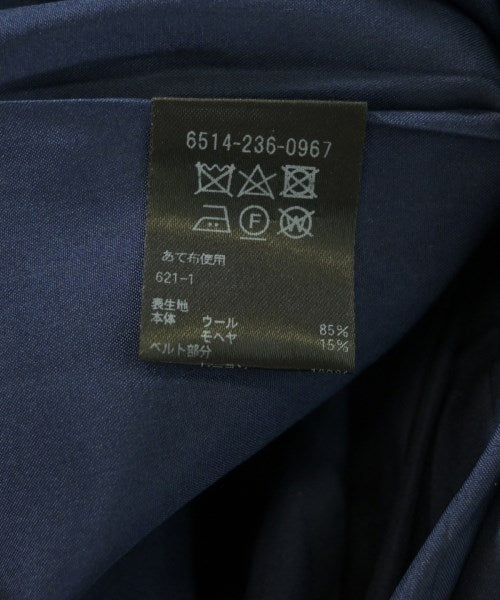 6514-236-0967
F W
あて布使用
621-1
表生地
本体 ウール 85%
モヘヤ 15%
ベルト部分